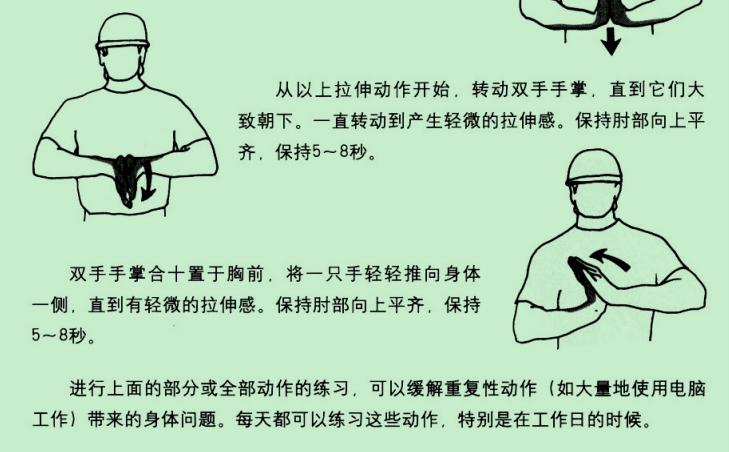 从以上拉伸动作开始，转动双手手掌，直到它们大
致朝下。一直转动到产生轻微的拉伸感。保持肘部向上平
齐，保持5～8秒。
双手手掌合十置于胸前，将一只手轻轻推向身体
一侧，直到有轻微的拉伸感。保持肘部向上平齐，保持
5～8秒。
进行上面的部分或全部动作的练习，可以缓解重复性动作（如大量地使用电脑
工作）带来的身体问题。每天都可以练习这些动作，特别是在工作日的时候。